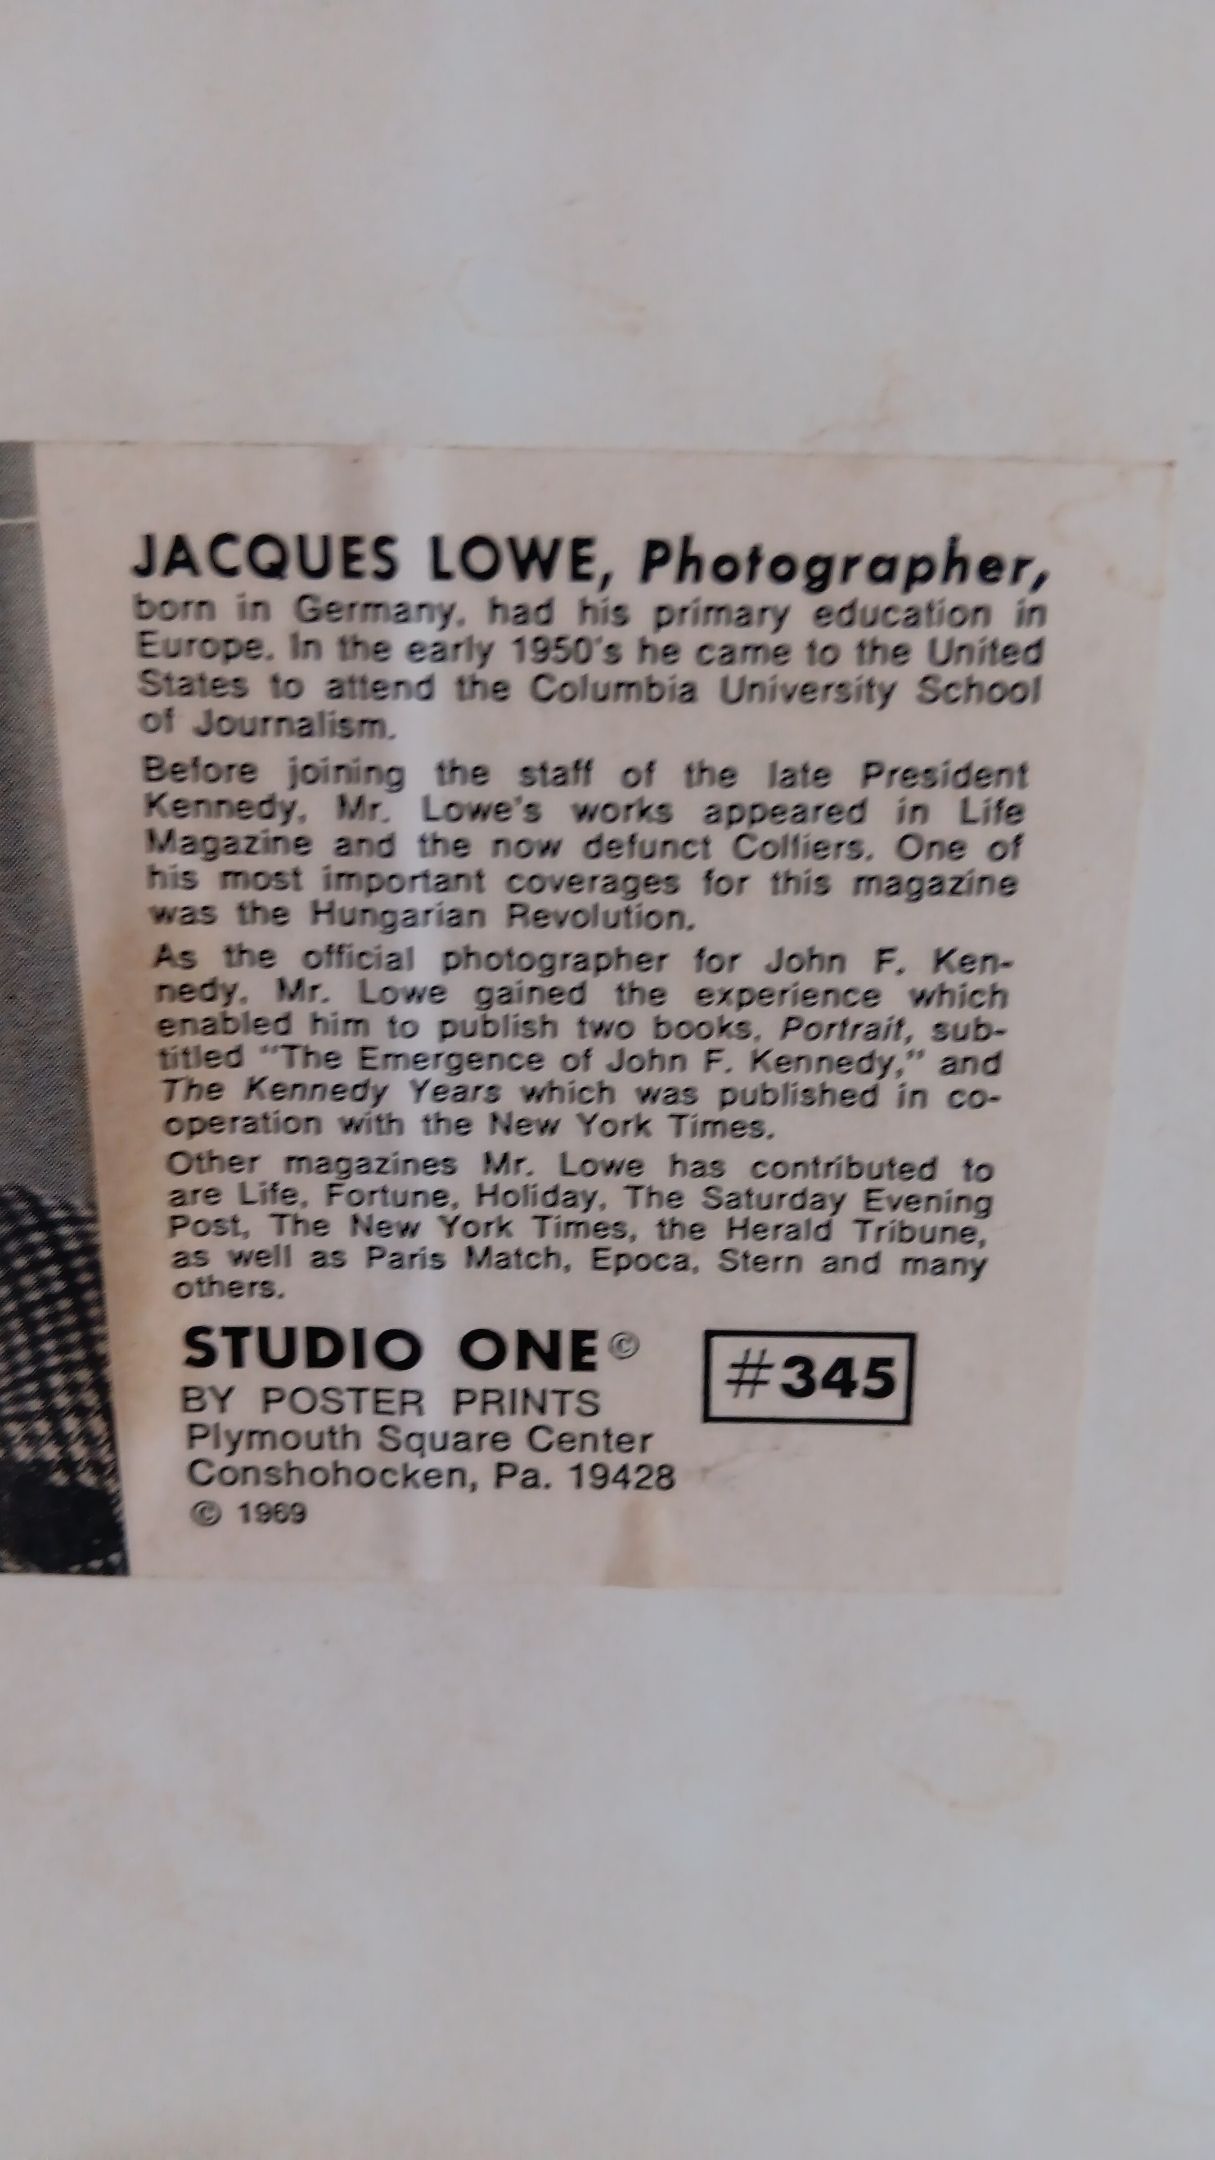 JACQUES LOWE, Photographer,
born in Germany, had his primary education in
Europe. In the early 1950's he came to the United
States to attend the Columbia University School
of Journalism.
Before joining the staff of the late President
Kennedy, Mr. Lowe's works appeared in Life
Magazine and the now defunct Colliers. One of
his most important coverages for this magazine
was the Hungarian Revolution.
As the official photographer for John F. Ken-
nedy, Mr. Lowe gained the experience which
enabled him to publish two books, Portrait, sub-
titled "The Emergence of John F. Kennedy," and
The Kennedy Years which was published in co-
operation with the New York Times.
Other magazines Mr. Lowe has contributed to
are Life, Fortune, Holiday, The Saturday Evening
Post, The New York Times, the Herald Tribune,
as well as Paris Match, Epoca, Stern and many
others.
STUDIO ONE©
#345
BY POSTER PRINTS
Plymouth Square Center
Conshohocken, Pa. 19428
© 1969